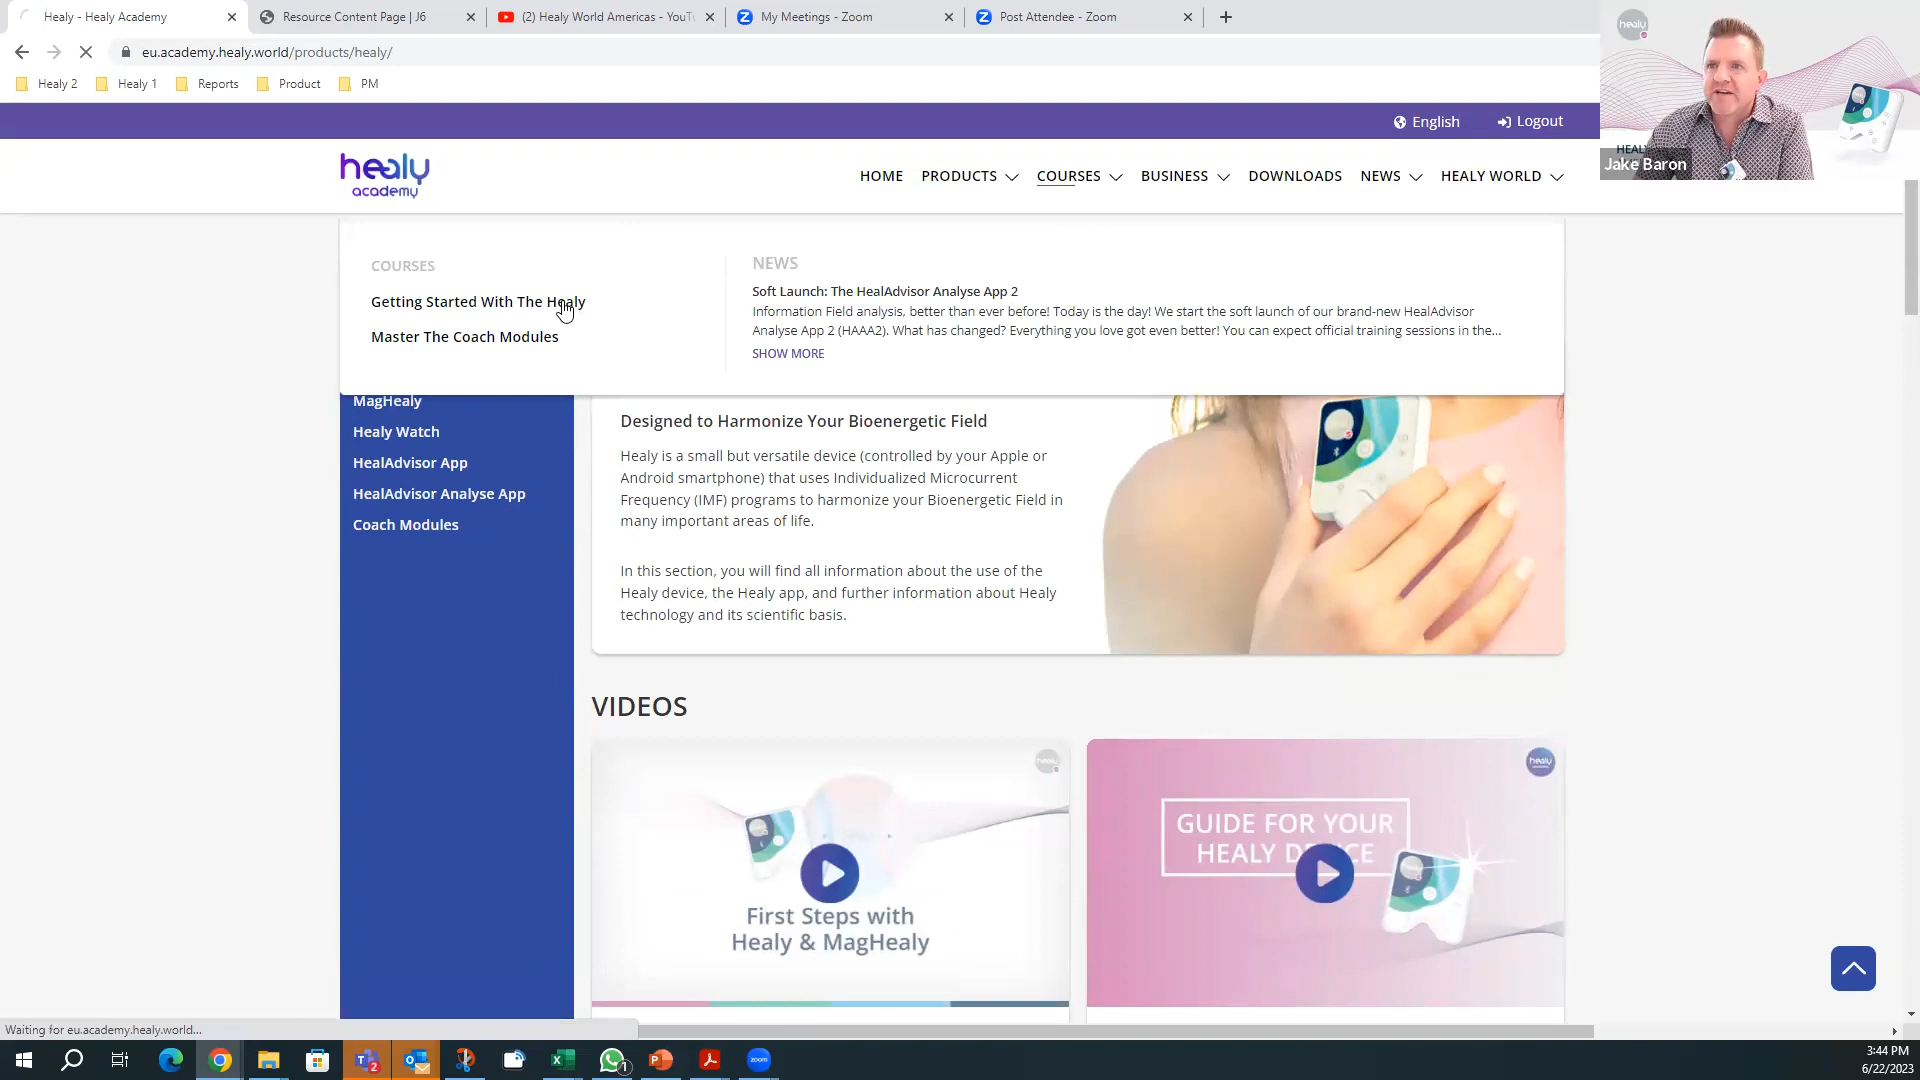 Healy - Healy Academy
Resource Content Page | J6
(2) Healy World Americas - YouTu
My Meetings - Zoom
Post Attendee - Zoom
eu.academy.healy.world/products/healy/
Healy 2
Healy 1
Reports
Product
PM
English
Logout
healy
academy
HOME
PRODUCTS
COURSES
BUSINESS
DOWNLOADS
NEWS
HEALY WORLD
healy
HEALY
Jake Baron
COURSES
Getting Started With The Healy
Master The Coach Modules
NEWS
Soft Launch: The HealAdvisor Analyse App 2
Information Field analysis, better than ever before! Today is the day! We start the soft launch of our brand-new HealAdvisor
Analyse App 2 (HAAA2). What has changed? Everything you love got even better! You can expect official training sessions in the...
SHOW MORE
MagHealy
Healy Watch
HealAdvisor App
HealAdvisor Analyse App
Coach Modules
Designed to Harmonize Your Bioenergetic Field
Healy is a small but versatile device (controlled by your Apple or
Android smartphone) that uses Individualized Microcurrent
Frequency (IMF) programs to harmonize your Bioenergetic Field in
many important areas of life.
In this section, you will find all information about the use of the
Healy device, the Healy app, and further information about Healy
technology and its scientific basis.
VIDEOS
healy
First Steps with
Healy & MagHealy
healy
GUIDE FOR YOUR
HEALY DEVICE
Waiting for eu.academy.healy.world...
2
1
zoom
3:44 PM
6/22/2023